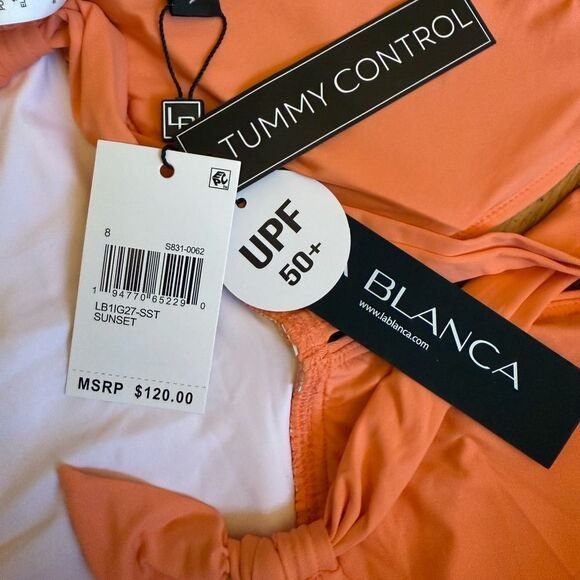 LB
TUMMY CONTROL
8
S831-0062
1 94770 65229 0
LB1IG27-SST
SUNSET
MSRP $120.00
UPF
50+
BLANCA
www.lablanca.com